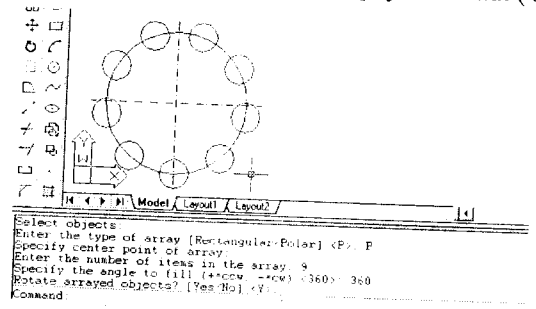 W
X
Model Layout1 Layout2
Select objects:
Enter the type of array [Rectangular/Polar] <P>: P
Specify center point of array:
Enter the number of items in the array: 9
Specify the angle to fill (+=ccw, -=cw) <360>: 360
Rotate arrayed objects? [Yes/No] <Y>:
Command: